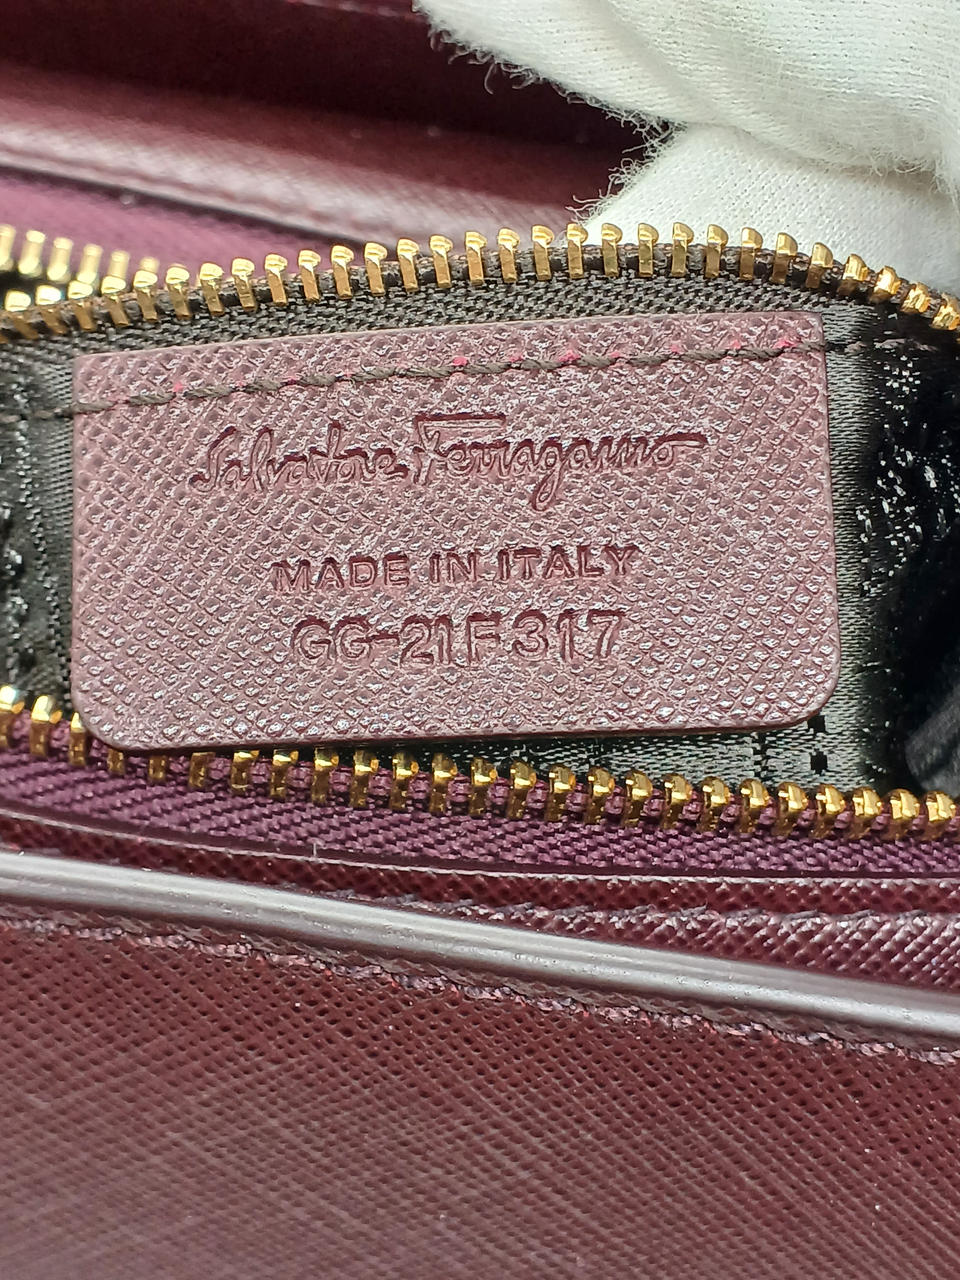 Salvatore Ferragamo
MADE IN ITALY
GG-21F317